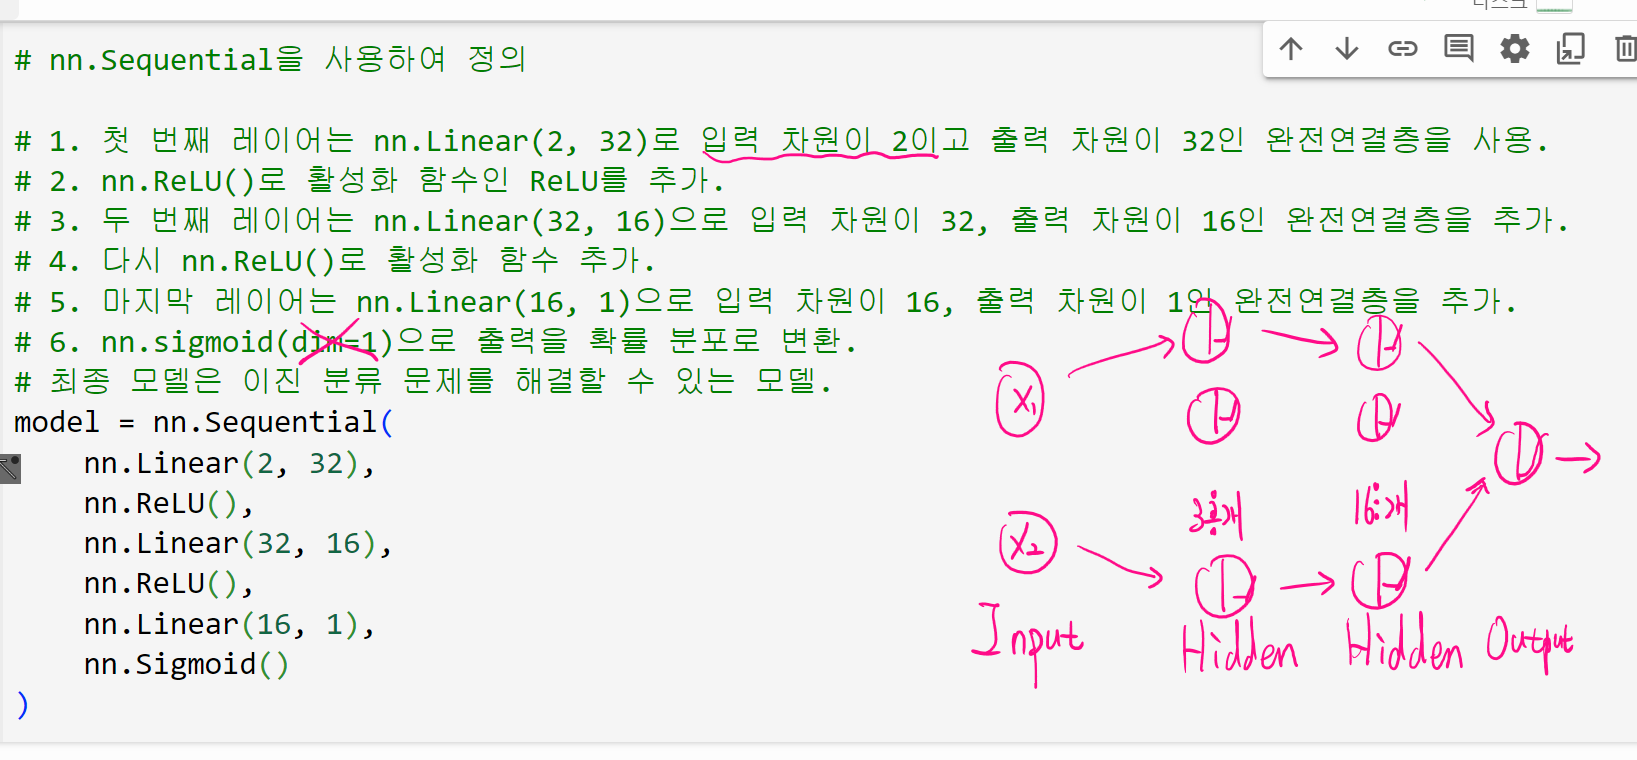 디스크
# nn.Sequential을 사용하여 정의
# 1. 첫 번째 레이어는 nn.Linear(2, 32)로 입력 차원이 2이고 출력 차원이 32인 완전연결층을 사용.
# 2. nn.ReLU()로 활성화 함수인 ReLU를 추가.
# 3. 두 번째 레이어는 nn.Linear(32, 16)으로 입력 차원이 32, 출력 차원이 16인 완전연결층을 추가.
# 4. 다시 nn.ReLU()로 활성화 함수 추가.
# 5. 마지막 레이어는 nn.Linear(16, 1)으로 입력 차원이 16, 출력 차원이 1인 완전연결층을 추가.
# 6. nn.sigmoid(dim=1)으로 출력을 확률 분포로 변환.
# 최종 모델은 이진 분류 문제를 해결할 수 있는 모델.
model = nn.Sequential(
nn.Linear(2, 32),
nn.ReLU(),
nn.Linear(32, 16),
nn.ReLU(),
nn.Linear(16, 1),
nn.Sigmoid()
)
X₁
X₂
16개
Input
Hidden
Hidden
Output